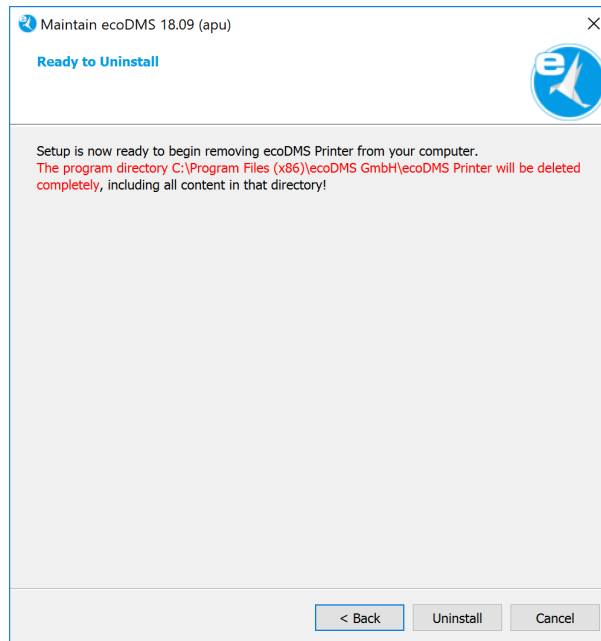 Maintain ecoDMS 18.09 (apu)
Ready to Uninstall
e
Setup is now ready to begin removing ecoDMS Printer from your computer.
The program directory C:\Program Files (x86)\ecoDMS GmbH\ecoDMS Printer will be deleted
completely, including all content in that directory!
< Back
Uninstall
Cancel